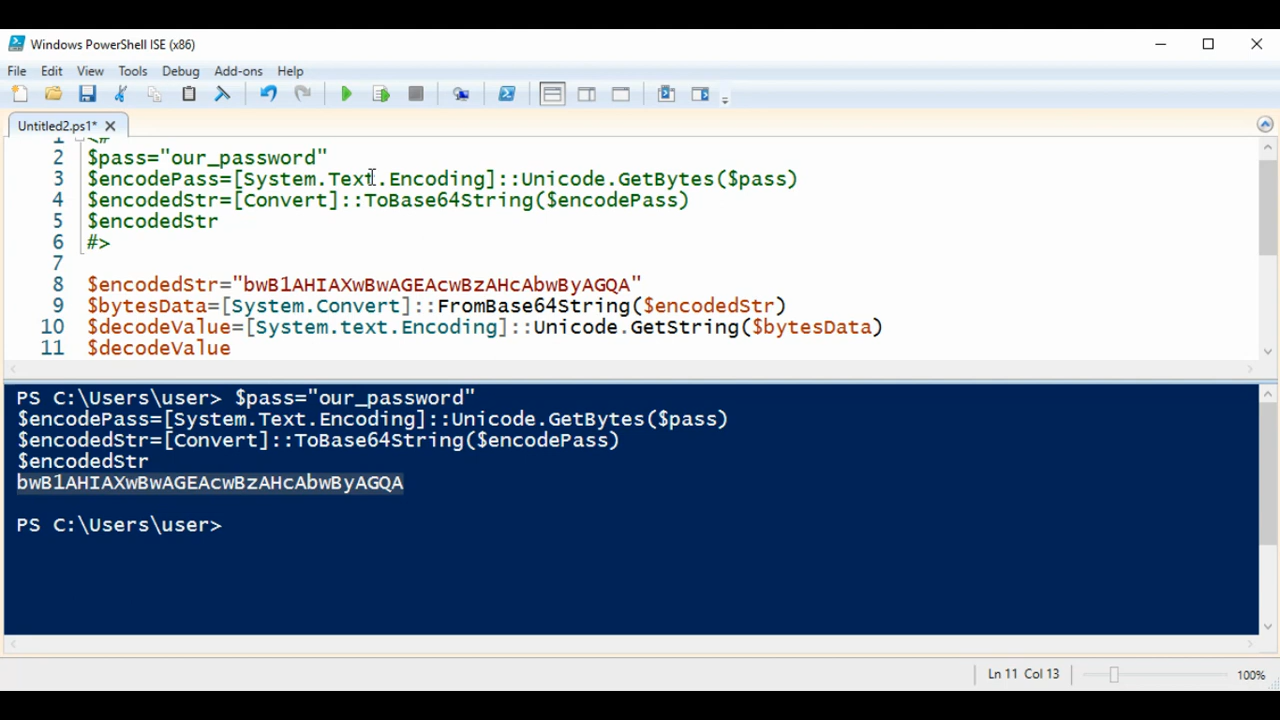 Windows PowerShell ISE (x86)
File Edit View Tools Debug Add-ons Help
Untitled2.ps1*
1 <#
2 $pass="our_password"
3 $encodePass=[System.Text.Encoding]::Unicode.GetBytes($pass)
4 $encodedStr=[Convert]::ToBase64String($encodePass)
5 $encodedStr
6 #>
7
8 $encodedStr="bwB1AHIAXwBwAGEAcwBzAHcAbwByAGQA"
9 $bytesData=[System.Convert]::FromBase64String($encodedStr)
10 $decodeValue=[System.text.Encoding]::Unicode.GetString($bytesData)
11 $decodeValue
PS C:\Users\user> $pass="our_password"
$encodePass=[System.Text.Encoding]::Unicode.GetBytes($pass)
$encodedStr=[Convert]::ToBase64String($encodePass)
$encodedStr
bwB1AHIAXwBwAGEAcwBzAHcAbwByAGQA
PS C:\Users\user>
Ln 11 Col 13
100%